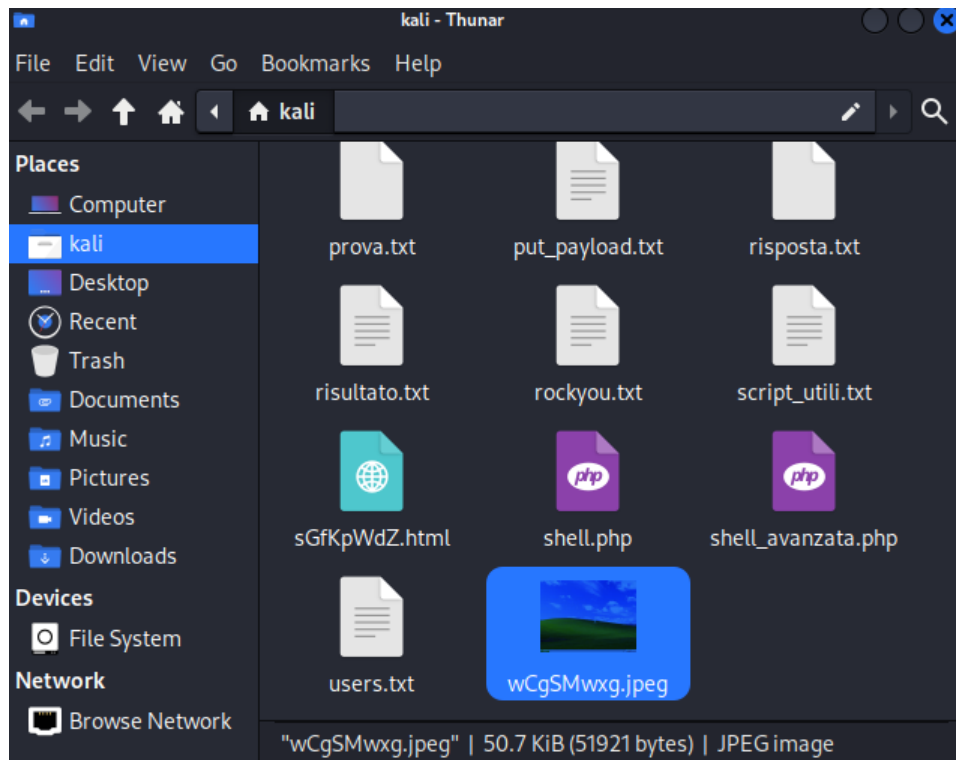 kali - Thunar
File Edit View Go Bookmarks Help
kali
Places
Computer
kali
Desktop
Recent
Trash
Documents
Music
Pictures
Videos
Downloads
Devices
File System
Network
Browse Network
prova.txt put_payload.txt risposta.txt
risultato.txt rockyou.txt script_utili.txt
php php
sGfKpWdZ.html shell.php shell_avanzata.php
users.txt wCgSMwxg.jpeg
"wCgSMwxg.jpeg" | 50.7 KiB (51921 bytes) | JPEG image